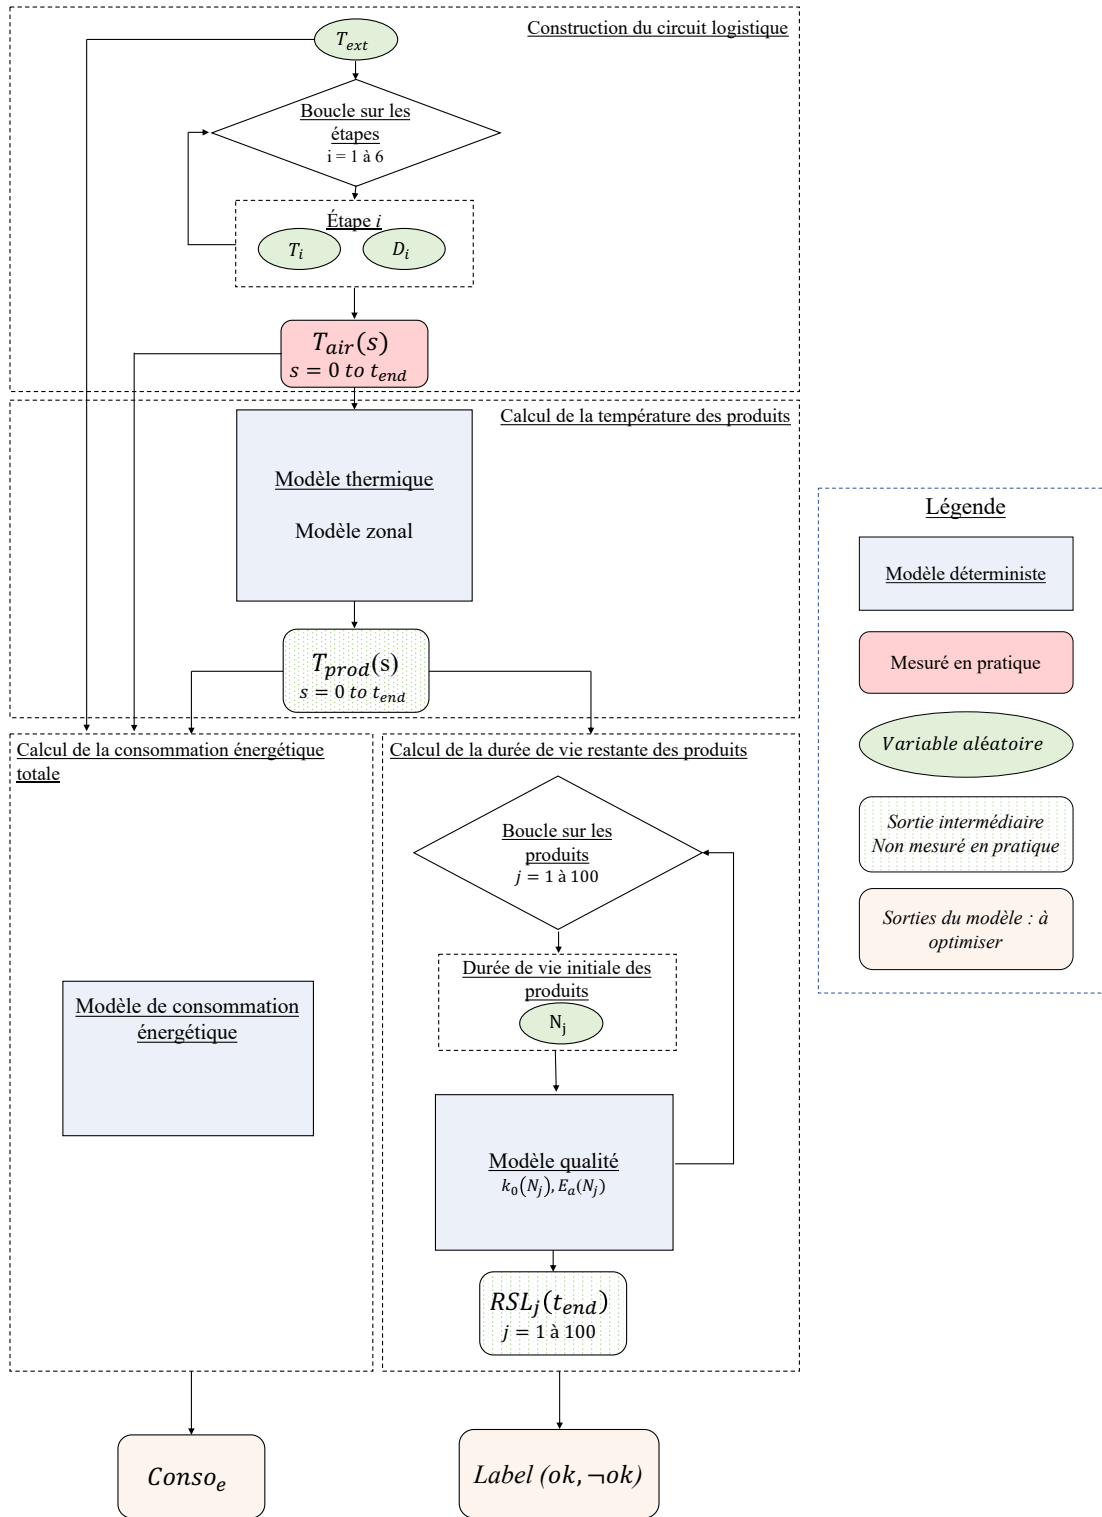 Construction du circuit logistique
T_ext
Boucle sur les
étapes
i = 1 à 6
Étape i
T_i
D_i
T_air(s)
s = 0 to t_end
Calcul de la température des produits
Modèle thermique
Modèle zonal
T_prod(s)
s = 0 to t_end
Calcul de la consommation énergétique
totale
Modèle de consommation
énergétique
Calcul de la durée de vie restante des produits
Boucle sur les
produits
j = 1 à 100
Durée de vie initiale des
produits
N_j
Modèle qualité
k_0(N_j), E_a(N_j)
RSL_j(t_end)
j = 1 à 100
Conso_e
Label (ok, ¬ok)
Légende
Modèle déterministe
Mesuré en pratique
Variable aléatoire
Sortie intermédiaire
Non mesuré en pratique
Sorties du modèle : à
optimiser